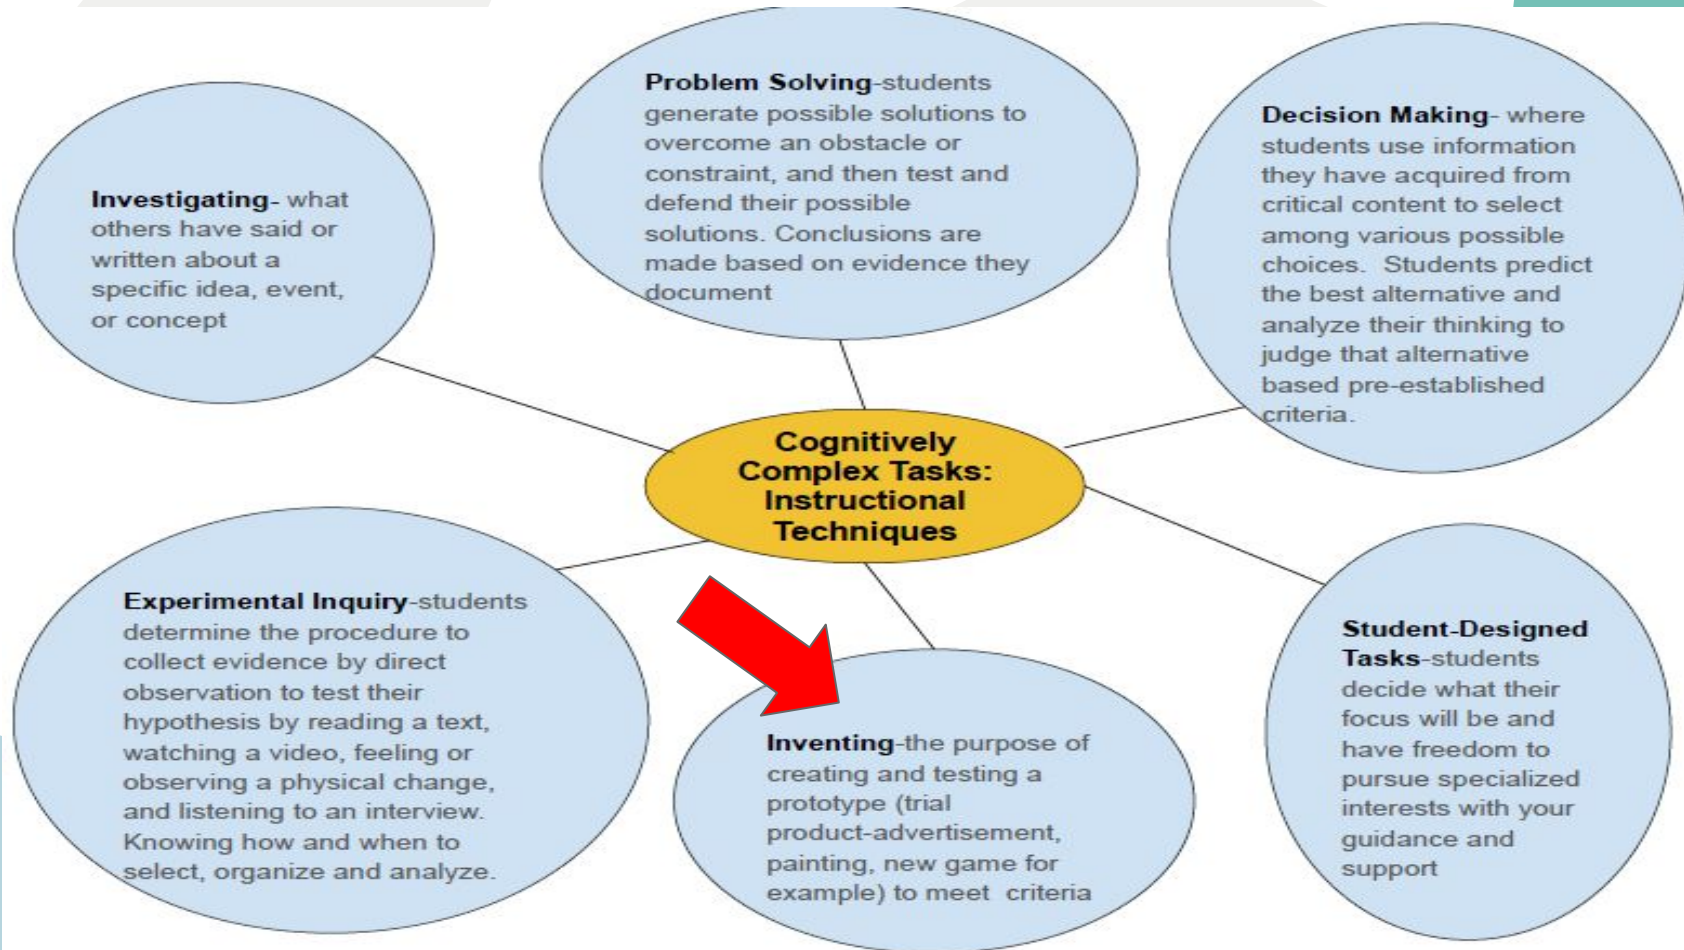 Problem Solving-students
generate possible solutions to
overcome an obstacle or
constraint, and then test and
defend their possible
solutions. Conclusions are
made based on evidence they
document
Decision Making- where
students use information
they have acquired from
critical content to select
among various possible
choices.  Students predict
the best alternative and
analyze their thinking to
judge that alternative
based pre-established
criteria.
Investigating- what
others have said or
written about a
specific idea, event,
or concept
Cognitively
Complex Tasks:
Instructional
Techniques
Experimental Inquiry-students
determine the procedure to
collect evidence by direct
observation to test their
hypothesis by reading a text,
watching a video, feeling or
observing a physical change,
and listening to an interview.
Knowing how and when to
select, organize and analyze.
Inventing-the purpose of
creating and testing a
prototype (trial
product-advertisement,
painting, new game for
example) to meet  criteria
Student-Designed
Tasks-students
decide what their
focus will be and
have freedom to
pursue specialized
interests with your
guidance and
support